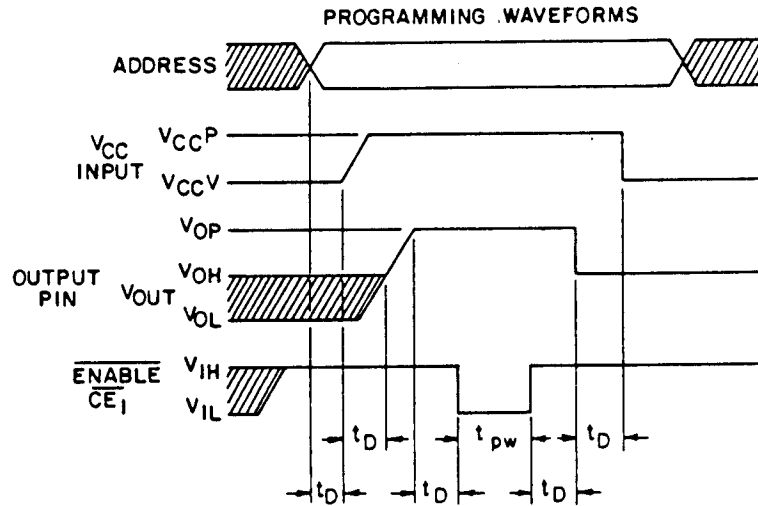 PROGRAMMING WAVEFORMS
ADDRESS
VCC INPUT
VCCP
VCCV
OUTPUT PIN
VOUT
VOP
VOH
VOL
ENABLE
CE1
VIH
VIL
tD
tpw
tD
tD
tD
tD